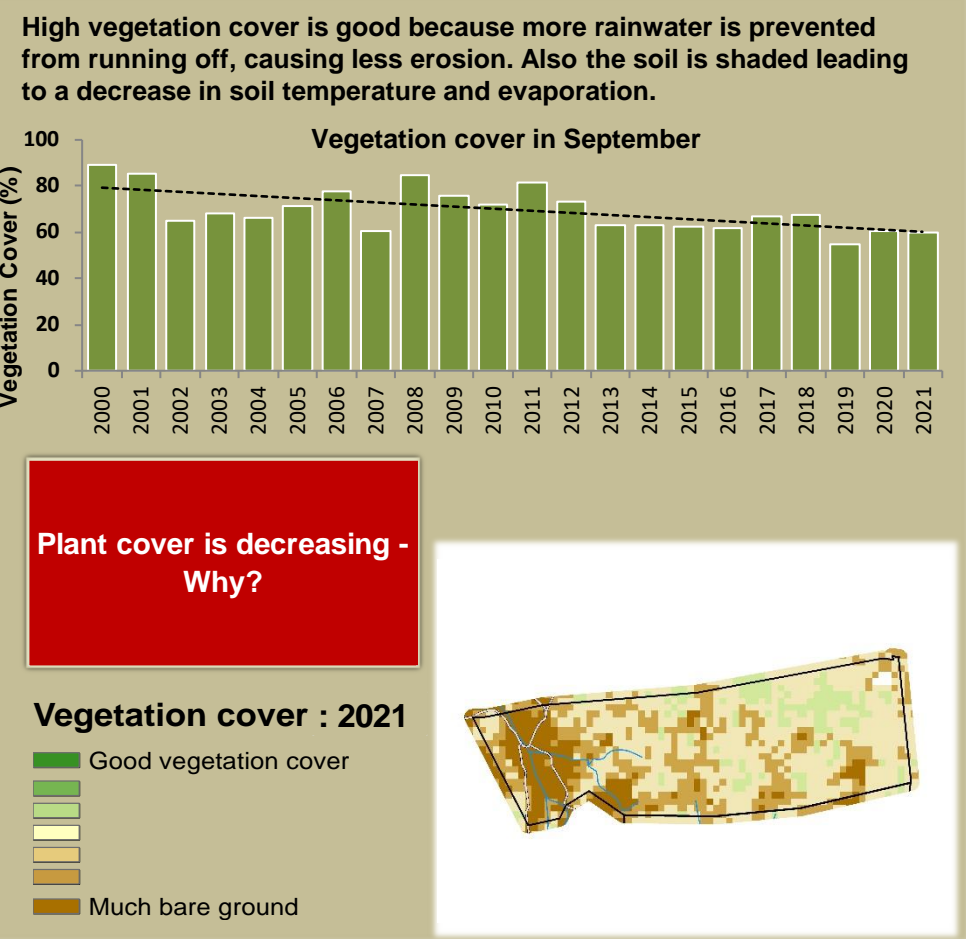 High vegetation cover is good because more rainwater is prevented
from running off, causing less erosion. Also the soil is shaded leading
to a decrease in soil temperature and evaporation.
Vegetation cover in September
Vegetation Cover (%)
100
80
60
40
20
0
2000
2001
2002
2003
2004
2005
2006
2007
2008
2009
2010
2011
2012
2013
2014
2015
2016
2017
2018
2019
2020
2021
Plant cover is decreasing -
Why?
Vegetation cover : 2021
Good vegetation cover
Much bare ground